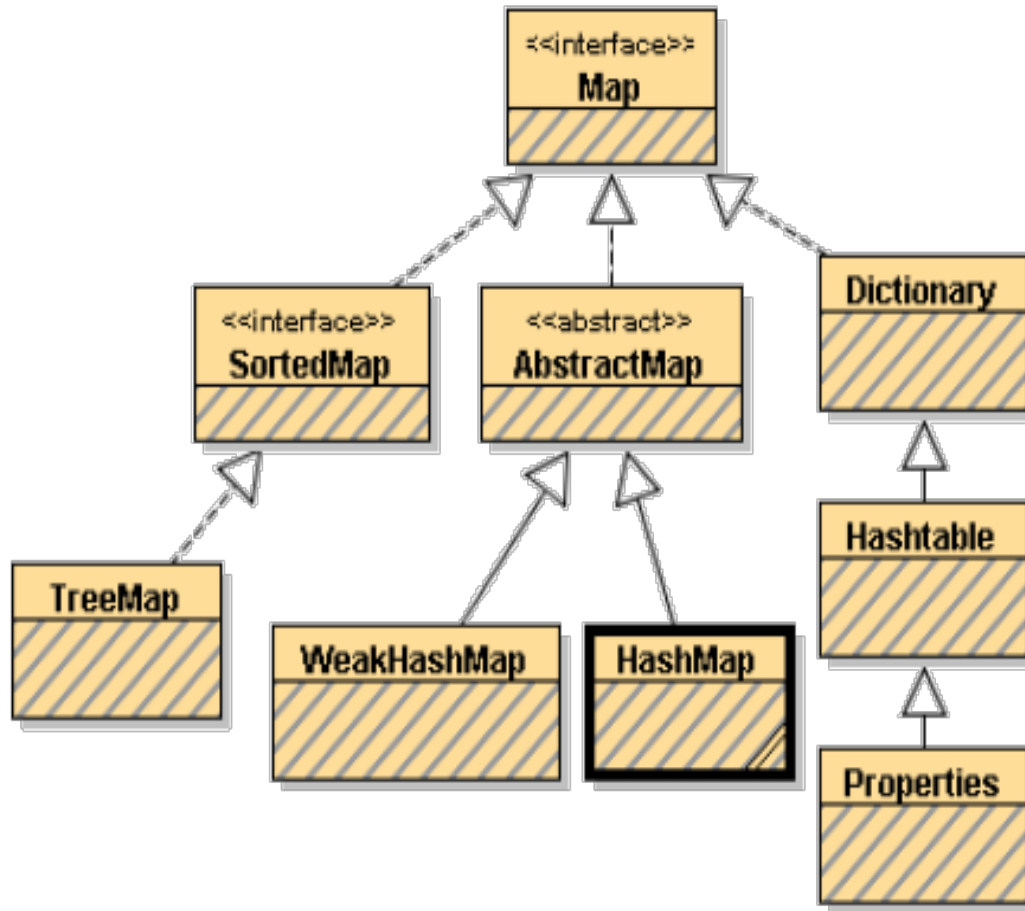 <<interface>>
Map
<<interface>>
SortedMap
<<abstract>>
AbstractMap
Dictionary
TreeMap
WeakHashMap
HashMap
Hashtable
Properties